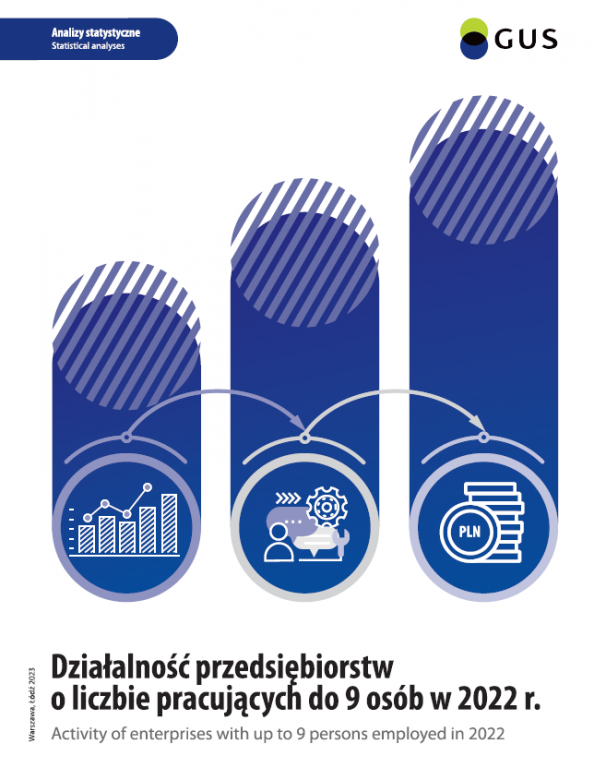 Analizy statystyczne
Statistical analyses
GUS
PLN
Działalność przedsiębiorstw
o liczbie pracujących do 9 osób w 2022 r.
Activity of enterprises with up to 9 persons employed in 2022
Warszawa, Łódź 2023